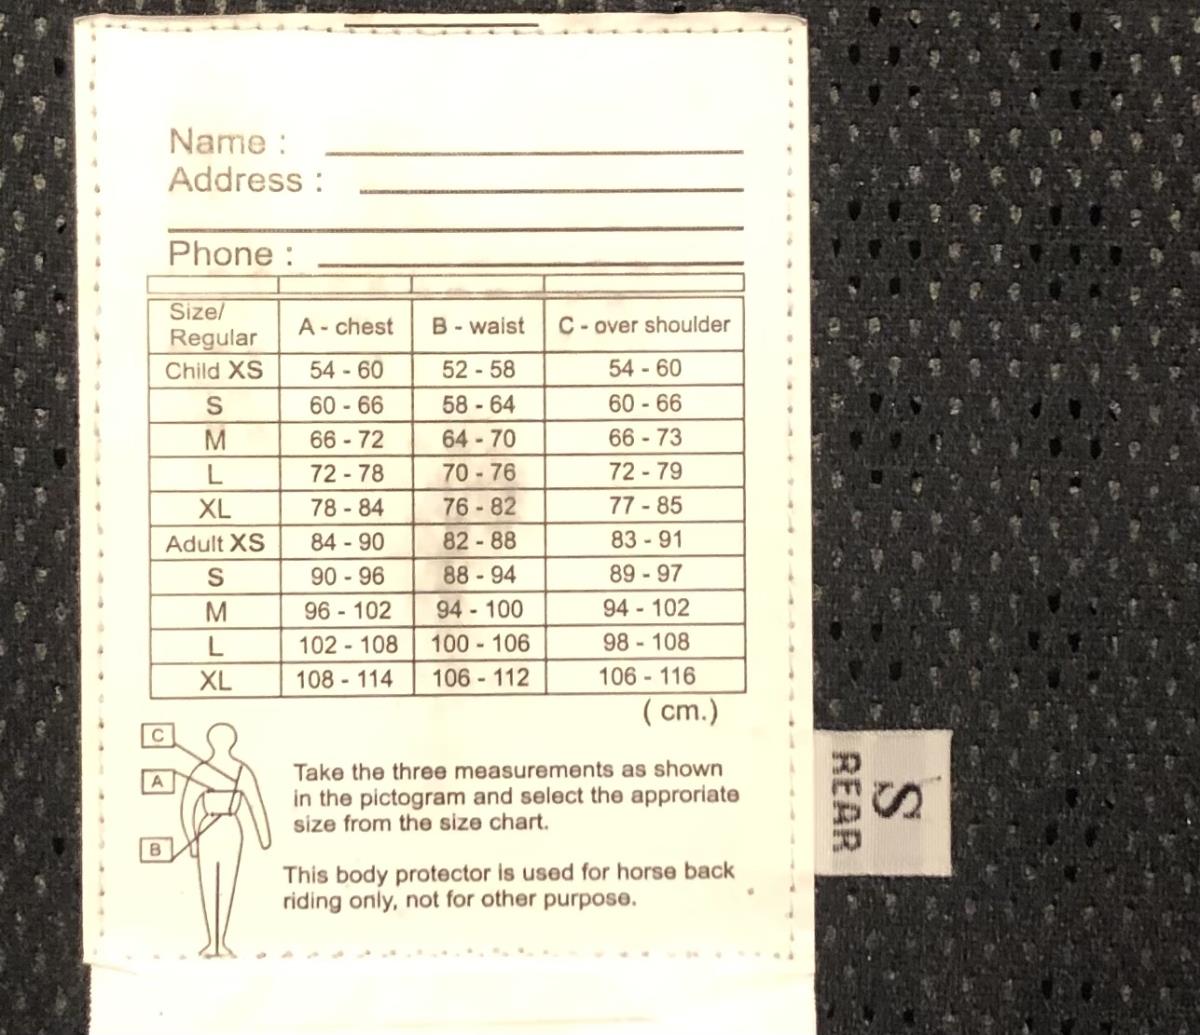 Name :
Address :
Phone :
Size/
Regular A - chest B - waist C - over shoulder
Child XS 54 - 60 52 - 58 54 - 60
S 60 - 66 58 - 64 60 - 66
M 66 - 72 64 - 70 66 - 73
L 72 - 78 70 - 76 72 - 79
XL 78 - 84 76 - 82 77 - 85
Adult XS 84 - 90 82 - 88 83 - 91
S 90 - 96 88 - 94 89 - 97
M 96 - 102 94 - 100 94 - 102
L 102 - 108 100 - 106 98 - 108
XL 108 - 114 106 - 112 106 - 116
( cm.)
C
A
B
Take the three measurements as shown
in the pictogram and select the approriate
size from the size chart.
This body protector is used for horse back
riding only, not for other purpose.
S
REAR